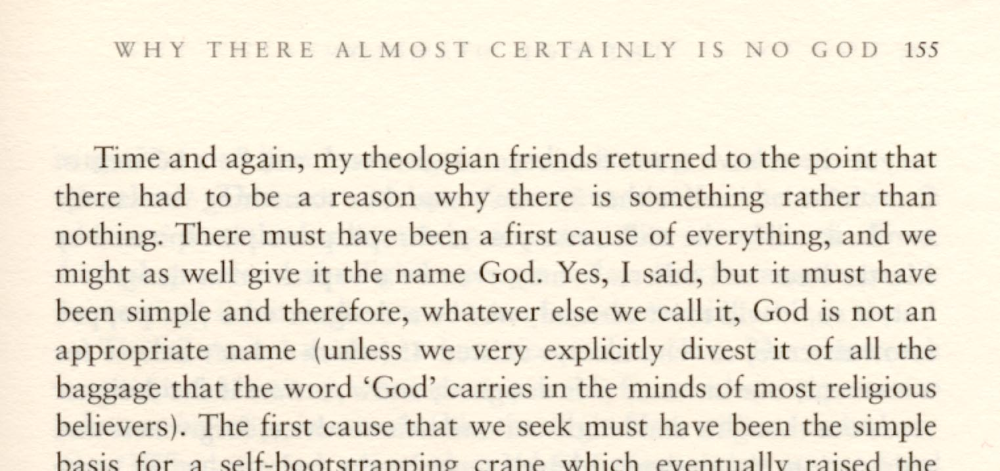 WHY THERE ALMOST CERTAINLY IS NO GOD 155
Time and again, my theologian friends returned to the point that
there had to be a reason why there is something rather than
nothing. There must have been a first cause of everything, and we
might as well give it the name God. Yes, I said, but it must have
been simple and therefore, whatever else we call it, God is not an
appropriate name (unless we very explicitly divest it of all the
baggage that the word ‘God’ carries in the minds of most religious
believers). The first cause that we seek must have been the simple
basis for a self-bootstrapping crane which eventually raised the